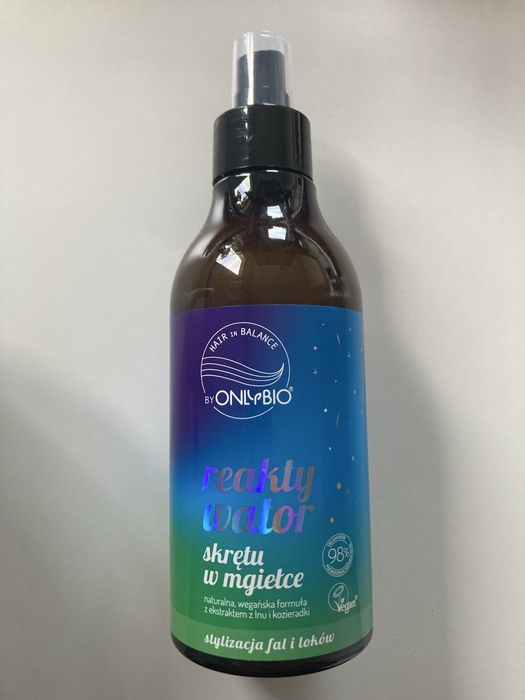 HAIR IN BALANCE
BY ONLYBIO®
reakty
wator
skrętu
w mgiełce
naturalna, wegańska formuła
z ekstraktem z lnu i kozieradki
98%
Vegan
stylizacja fal i loków